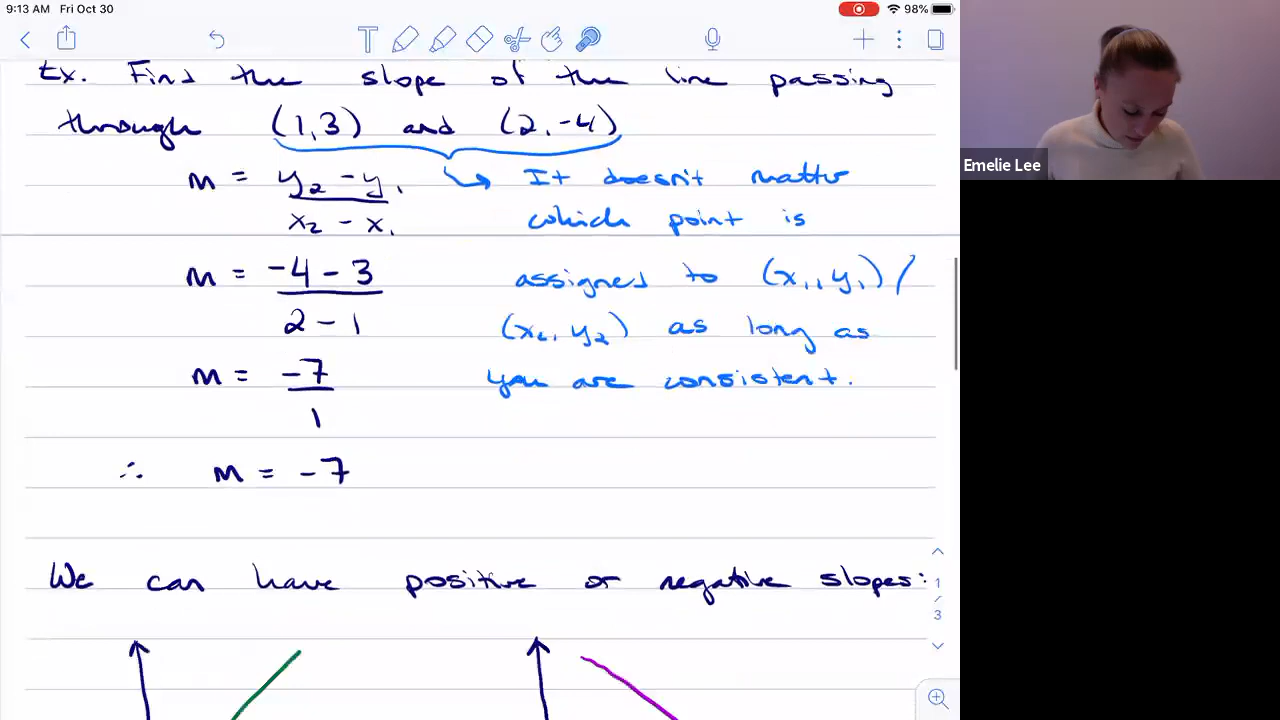 9:13 AM Fri Oct 30
98%
Ex. Find the slope of the line passing
through (1,3) and (2,-4)
m = y₂ - y₁
x₂ - x₁
It doesn't matter
which point is
assigned to (x₁, y₁) /
(x₂, y₂) as long as
you are consistent.
m = -4 - 3
2 - 1
m = -7
1
∴ m = -7
We can have positive or negative slopes:
1
/
3
Emelie Lee